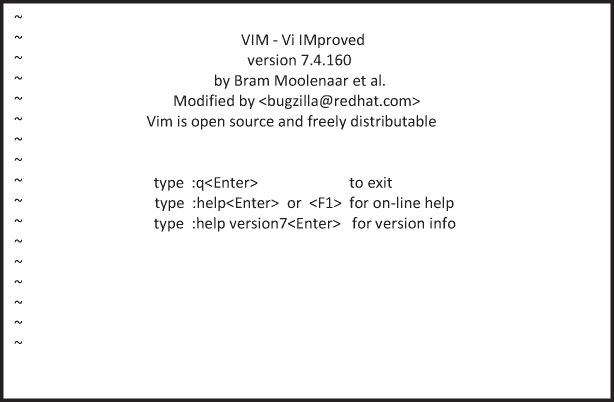 ~
~ VIM - Vi IMproved
~ version 7.4.160
~ by Bram Moolenaar et al.
~ Modified by <bugzilla@redhat.com>
~ Vim is open source and freely distributable
~
~
~ type :q<Enter> to exit
~ type :help<Enter> or <F1> for on-line help
~ type :help version7<Enter> for version info
~
~
~
~
~
~